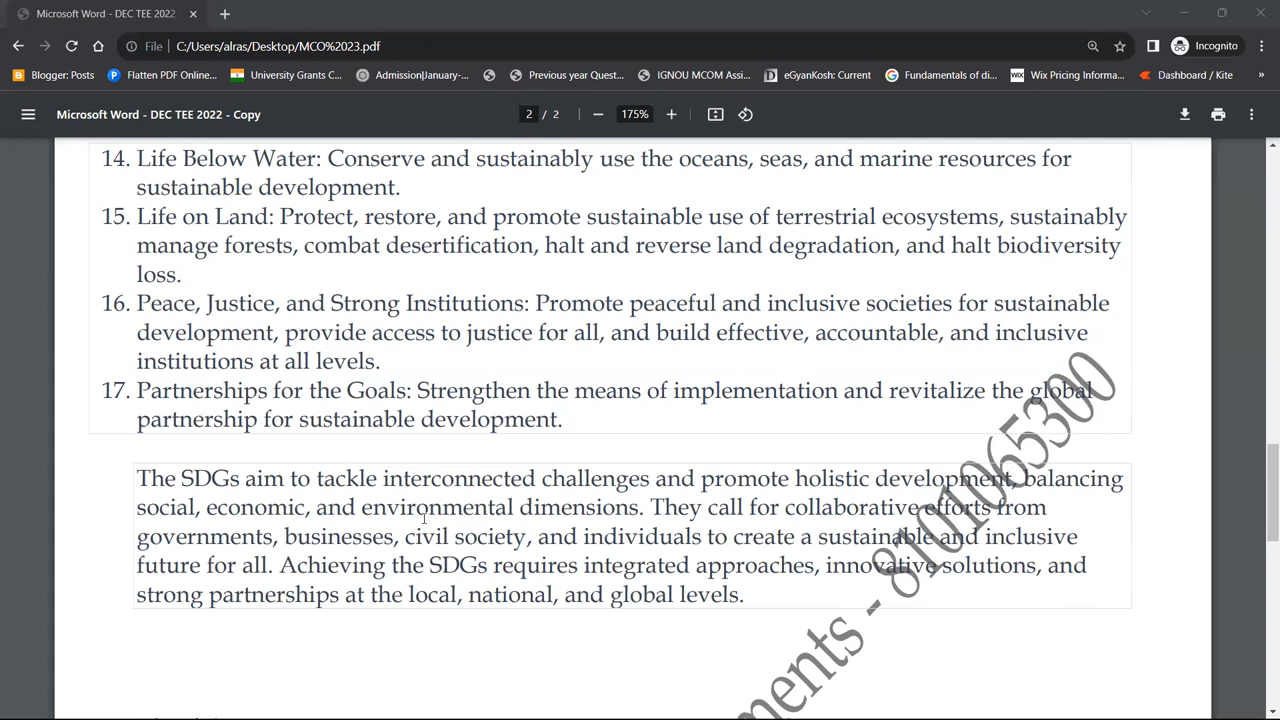 Microsoft Word - DEC TEE 2022
File C:/Users/alras/Desktop/MCO%2023.pdf
Incognito
Blogger: Posts Flatten PDF Online... University Grants C... Admission|January-... Previous year Quest... IGNOU MCOM Assi... eGyanKosh: Current Fundamentals of di... WIX Wix Pricing Informa... Dashboard / Kite »
Microsoft Word - DEC TEE 2022 - Copy 2 / 2 175%
14. Life Below Water: Conserve and sustainably use the oceans, seas, and marine resources for
sustainable development.
15. Life on Land: Protect, restore, and promote sustainable use of terrestrial ecosystems, sustainably
manage forests, combat desertification, halt and reverse land degradation, and halt biodiversity
loss.
16. Peace, Justice, and Strong Institutions: Promote peaceful and inclusive societies for sustainable
development, provide access to justice for all, and build effective, accountable, and inclusive
institutions at all levels.
17. Partnerships for the Goals: Strengthen the means of implementation and revitalize the global
partnership for sustainable development.
The SDGs aim to tackle interconnected challenges and promote holistic development, balancing
social, economic, and environmental dimensions. They call for collaborative efforts from
governments, businesses, civil society, and individuals to create a sustainable and inclusive
future for all. Achieving the SDGs requires integrated approaches, innovative solutions, and
strong partnerships at the local, national, and global levels.
ments - 8101065300